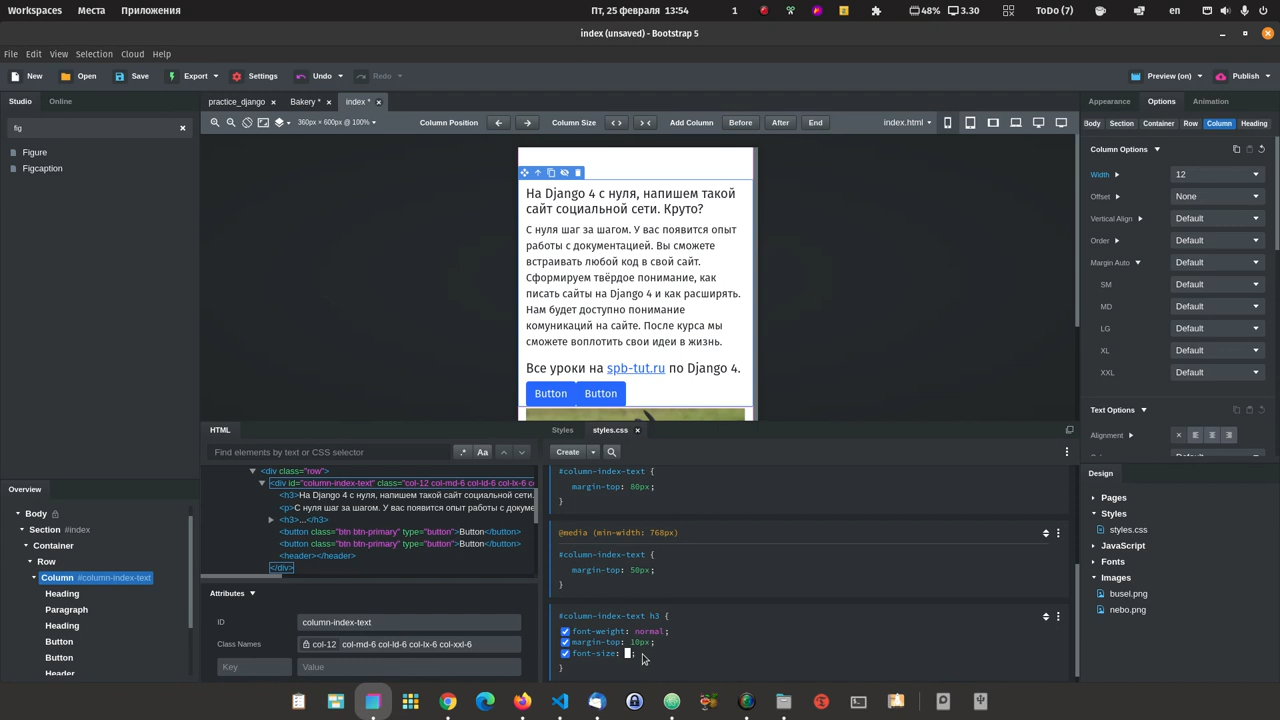 Workspaces Места Приложения Пт, 25 февраля 13:54 1 48% 3.30 ToDo (7) en
index (unsaved) - Bootstrap 5
File Edit View Selection Cloud Help
New Open Save Export Settings Undo Redo Preview (on) Publish
Studio Online practice_django Bakery * index * Appearance Options Animation
fig 360px × 600px @ 100% Column Position Column Size Add Column Before After End index.html Body Section Container Row Column Heading
Figure
Figcaption
На Django 4 с нуля, напишем такой
сайт социальной сети. Круто?
С нуля шаг за шагом. У вас появится опыт
работы с документацией. Вы сможете
встраивать любой код в свой сайт.
Сформируем твёрдое понимание, как
писать сайты на Django 4 и как расширять.
Нам будет доступно понимание
комуникаций на сайте. После курса мы
сможете воплотить свои идеи в жизнь.
Все уроки на spb-tut.ru по Django 4.
Button Button
Column Options
Width 12
Offset None
Vertical Align Default
Order Default
Margin Auto Default
SM Default
MD Default
LG Default
XL Default
XXL Default
Text Options
Alignment
HTML
Find elements by text or CSS selector .* Aa
<div class="row">
<div id="column-index-text" class="col-12 col-md-6 col-ld-6 col-lx-6 co
<h3>На Django 4 с нуля, напишем такой сайт социальной сети.
<p>С нуля шаг за шагом. У вас появится опыт работы с докуме
<h3>...</h3>
<button class="btn btn-primary" type="button">Button</button>
<button class="btn btn-primary" type="button">Button</button>
<header></header>
</div>
Attributes
ID column-index-text
Class Names col-12 col-md-6 col-ld-6 col-lx-6 col-xxl-6
Key Value
Styles styles.css
Create
#column-index-text {
margin-top: 80px;
}
@media (min-width: 768px)
#column-index-text {
margin-top: 50px;
}
#column-index-text h3 {
font-weight: normal;
margin-top: 10px;
font-size: ;
}
Overview
Body
Section #index
Container
Row
Column #column-index-text
Heading
Paragraph
Heading
Button
Button
Header
Design
Pages
Styles
styles.css
JavaScript
Fonts
Images
busel.png
nebo.png